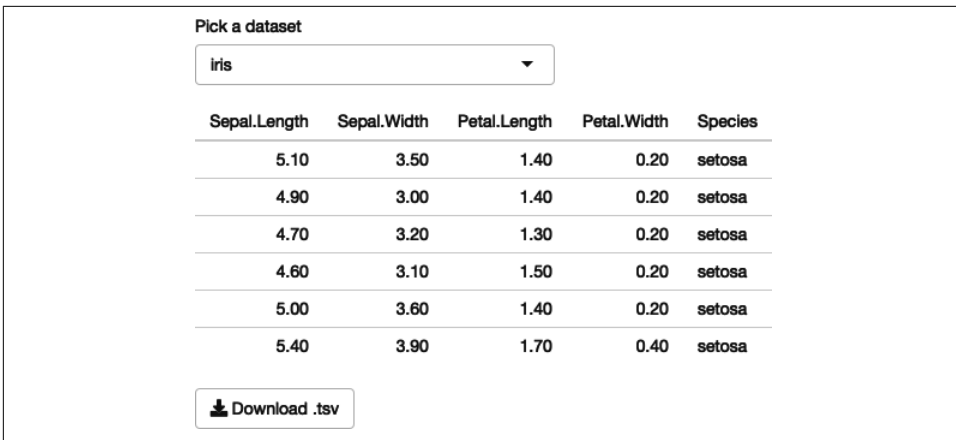 Pick a dataset
iris
Sepal.Length Sepal.Width Petal.Length Petal.Width Species
5.10 3.50 1.40 0.20 setosa
4.90 3.00 1.40 0.20 setosa
4.70 3.20 1.30 0.20 setosa
4.60 3.10 1.50 0.20 setosa
5.00 3.60 1.40 0.20 setosa
5.40 3.90 1.70 0.40 setosa
Download .tsv